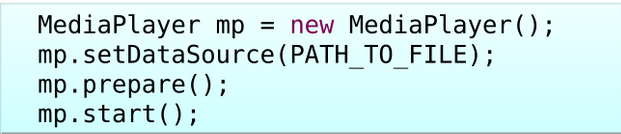 MediaPlayer mp = new MediaPlayer();
mp.setDataSource(PATH_TO_FILE);
mp.prepare();
mp.start();